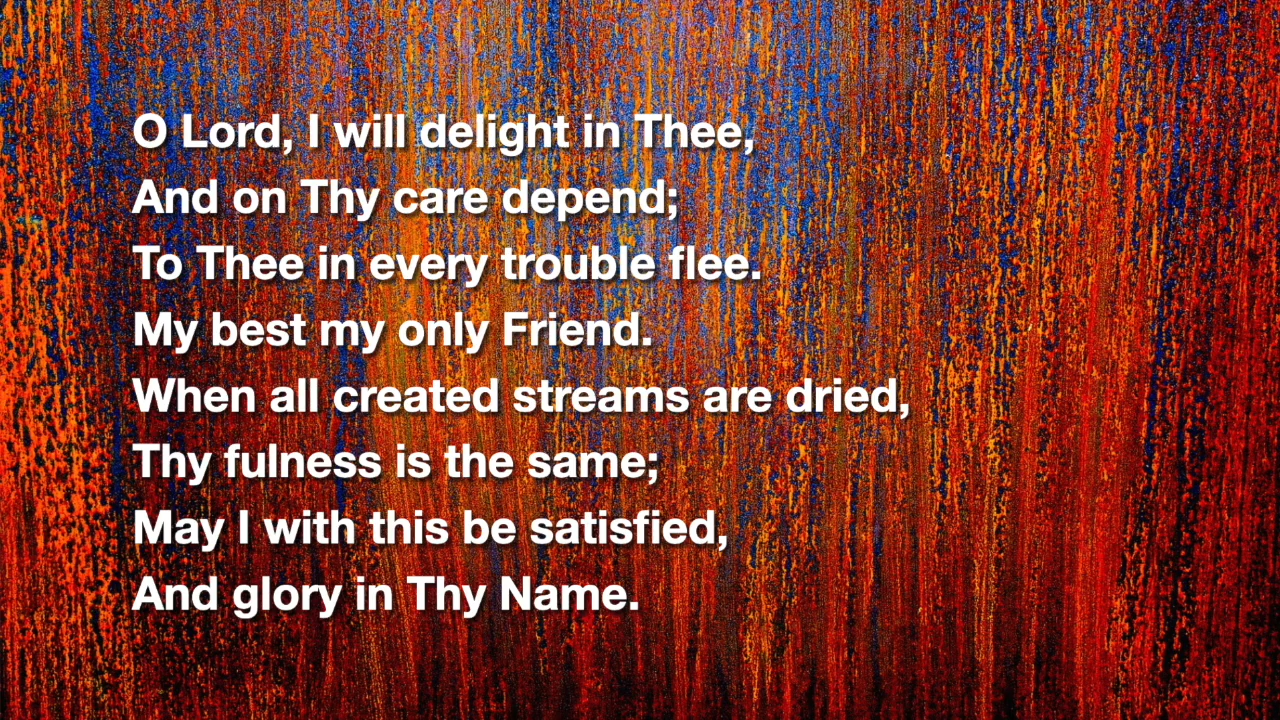 O Lord, I will delight in Thee,
And on Thy care depend;
To Thee in every trouble flee.
My best my only Friend.
When all created streams are dried,
Thy fulness is the same;
May I with this be satisfied,
And glory in Thy Name.